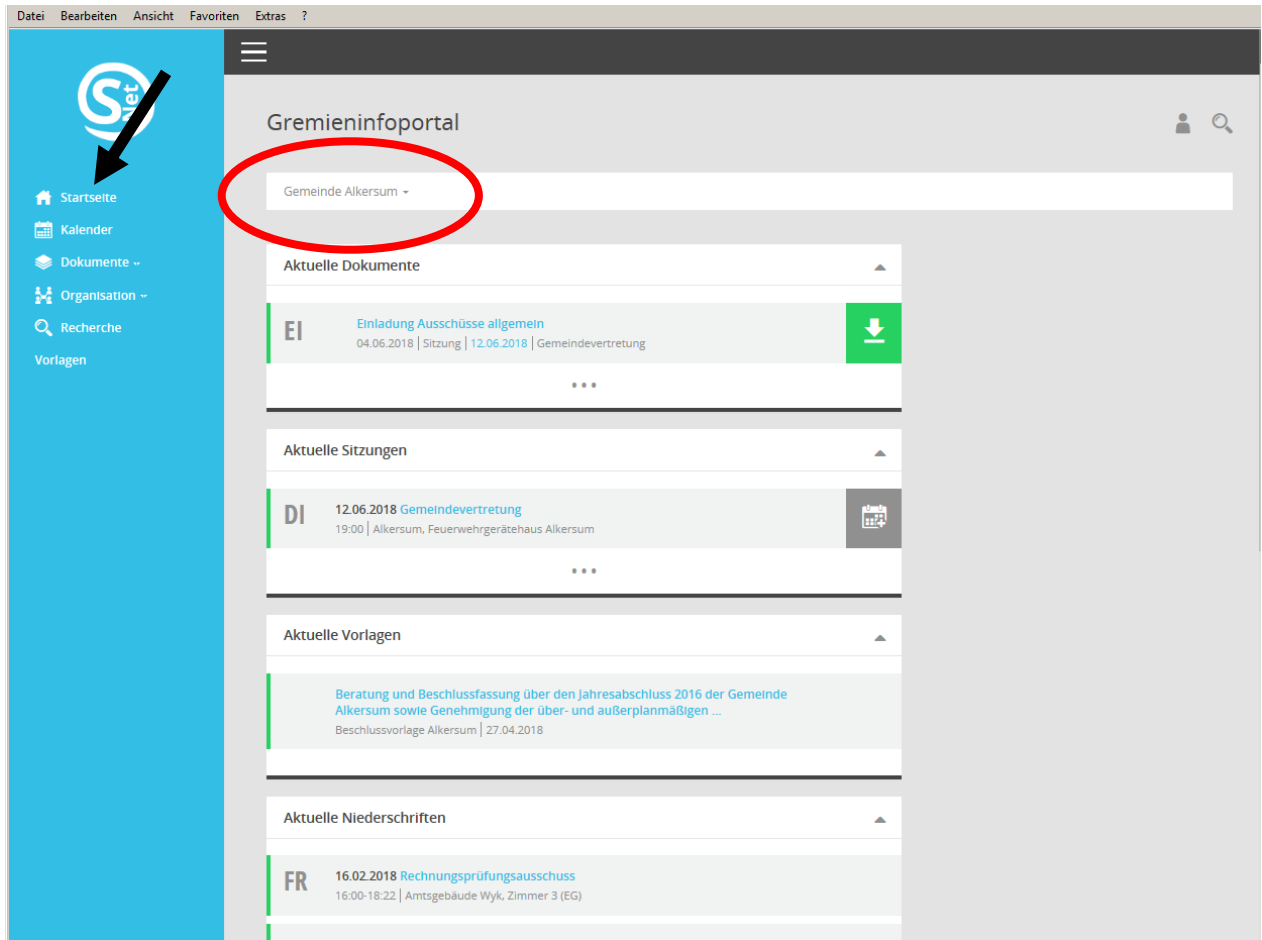 Datei Bearbeiten Ansicht Favoriten Extras ?
S Net
Startseite
Kalender
Dokumente
Organisation
Recherche
Vorlagen
Gremieninfoportal
Gemeinde Alkersum
Aktuelle Dokumente
EI
Einladung Ausschüsse allgemein
04.06.2018 | Sitzung | 12.06.2018 | Gemeindevertretung
...
Aktuelle Sitzungen
DI
12.06.2018 Gemeindevertretung
19:00 | Alkersum, Feuerwehrgerätehaus Alkersum
...
Aktuelle Vorlagen
Beratung und Beschlussfassung über den Jahresabschluss 2016 der Gemeinde
Alkersum sowie Genehmigung der über- und außerplanmäßigen ...
Beschlussvorlage Alkersum | 27.04.2018
Aktuelle Niederschriften
FR
16.02.2018 Rechnungsprüfungsausschuss
16:00-18:22 | Amtsgebäude Wyk, Zimmer 3 (EG)